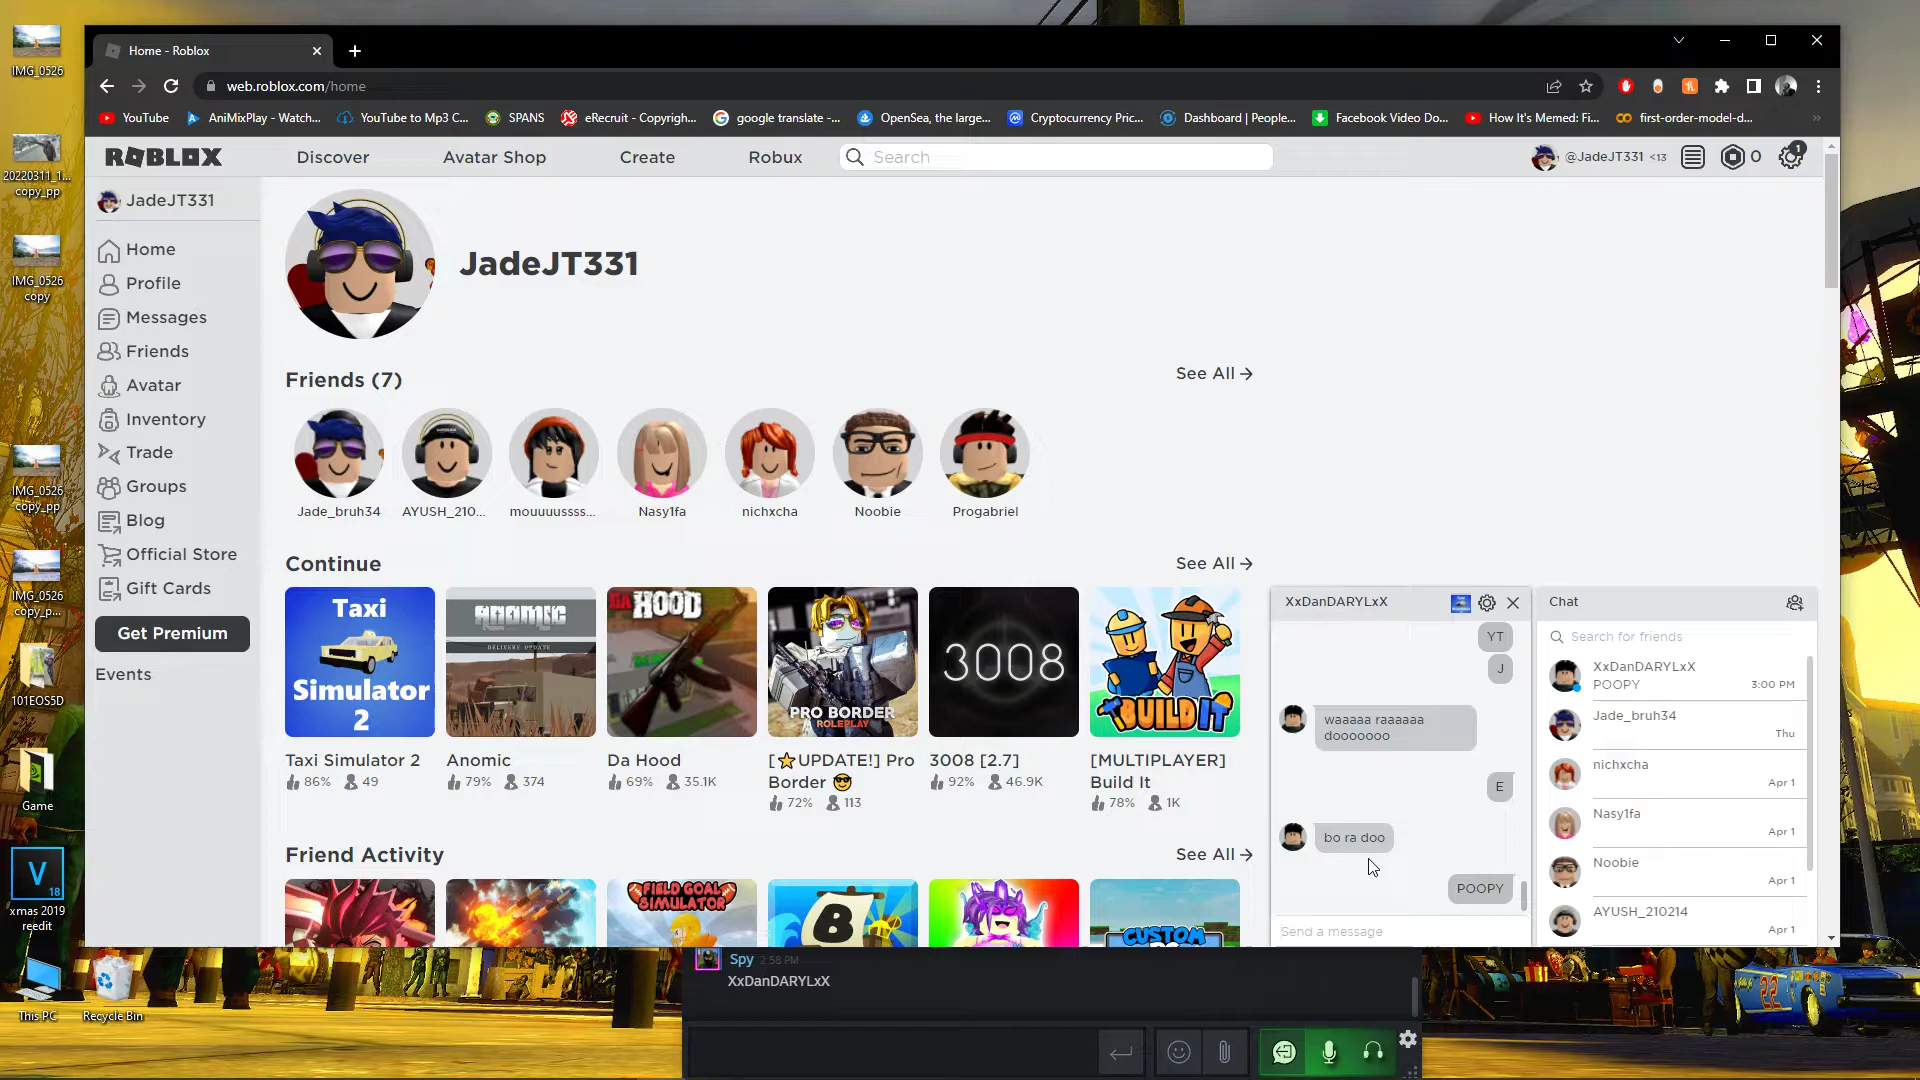 IMG_0526
20220311_1...
copy_pp
IMG_0526
copy
IMG_0526
copy_pp
IMG_0526
copy_p...
101EOS5D
Game
V
18
xmas 2019
reedit
This PC
Recycle Bin
Home - Roblox
web.roblox.com/home
YouTube
AniMixPlay - Watch...
YouTube to Mp3 C...
SPANS
eRecruit - Copyrigh...
google translate -...
OpenSea, the large...
Cryptocurrency Pric...
Dashboard | People...
Facebook Video Do...
How It's Memed: Fi...
first-order-model-d...
ROBLOX
Discover
Avatar Shop
Create
Robux
Search
@JadeJT331 <13
0
1
JadeJT331
Home
Profile
Messages
Friends
Avatar
Inventory
Trade
Groups
Blog
Official Store
Gift Cards
Get Premium
Events
JadeJT331
Friends (7)
See All
Jade_bruh34
AYUSH_210...
mouuuussss...
Nasy1fa
nichxcha
Noobie
Progabriel
Continue
See All
Taxi
Simulator
2
ANOMIC
DELIVERY UPDATE
DA HOOD
PRO BORDER
ROLEPLAY
3008
BUILD IT
Taxi Simulator 2
86% 49
Anomic
79% 374
Da Hood
69% 35.1K
[⭐UPDATE!] Pro
Border 😎
72% 113
3008 [2.7]
92% 46.9K
[MULTIPLAYER]
Build It
78% 1K
Friend Activity
See All
FIELD GOAL
SIMULATOR
B
CUSTOM
XxDanDARYLxX
YT
J
waaaaa raaaaaa
dooooooo
E
bo ra doo
POOPY
Send a message
Chat
Search for friends
XxDanDARYLxX
POOPY 3:00 PM
Jade_bruh34
Thu
nichxcha
Apr 1
Nasy1fa
Apr 1
Noobie
Apr 1
AYUSH_210214
Apr 1
Spy 2:58 PM
XxDanDARYLxX
22